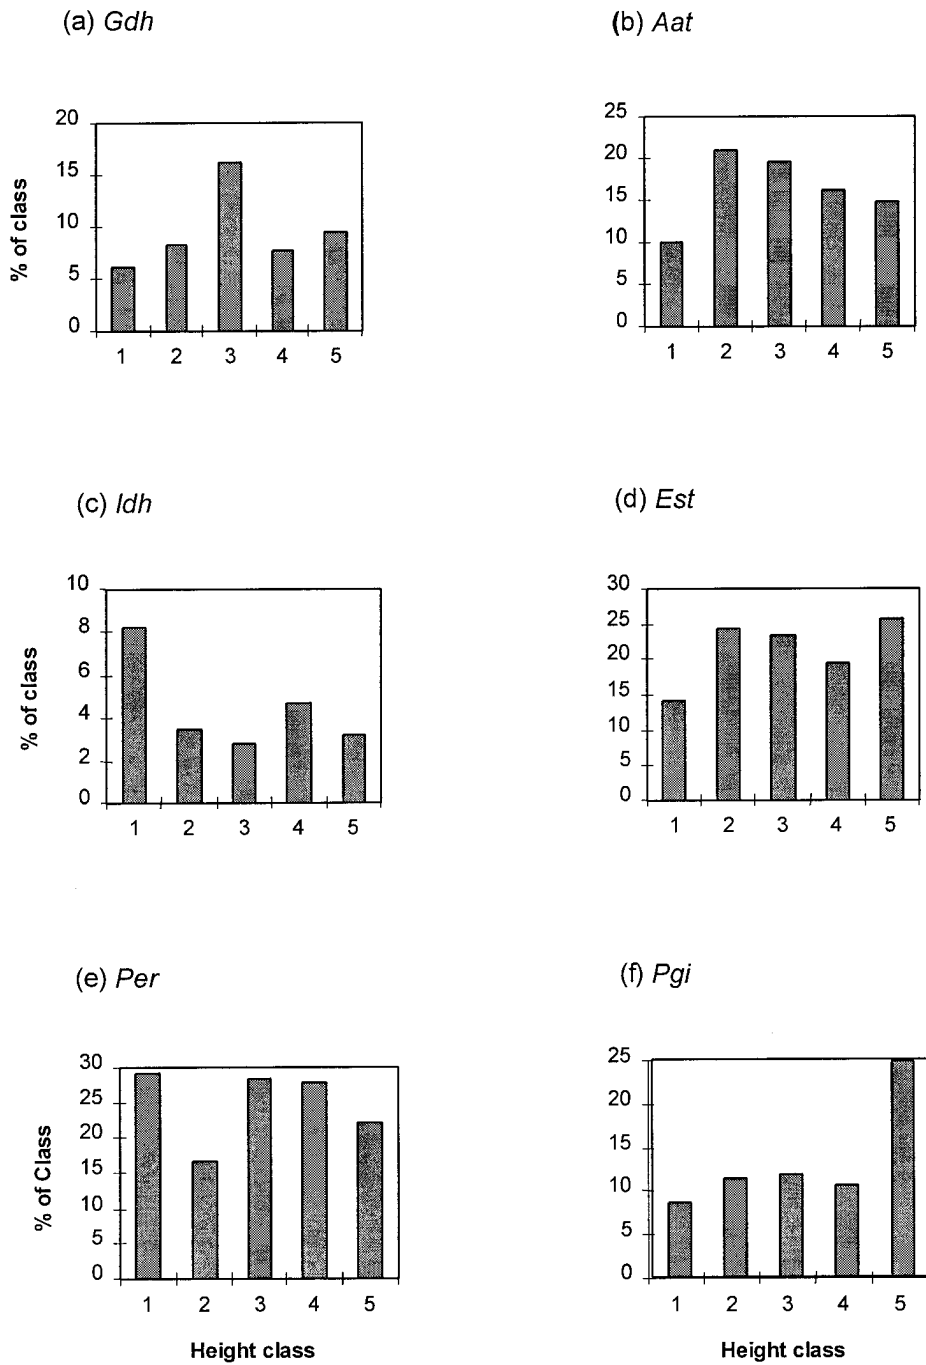 (a) Gdh
20
15
10
5
0
% of class
1 2 3 4 5
(b) Aat
25
20
15
10
5
0
1 2 3 4 5
(c) Idh
10
8
6
4
2
0
% of class
1 2 3 4 5
(d) Est
30
25
20
15
10
5
0
1 2 3 4 5
(e) Per
30
25
20
15
10
5
0
% of Class
1 2 3 4 5
Height class
(f) Pgi
25
20
15
10
5
0
1 2 3 4 5
Height class